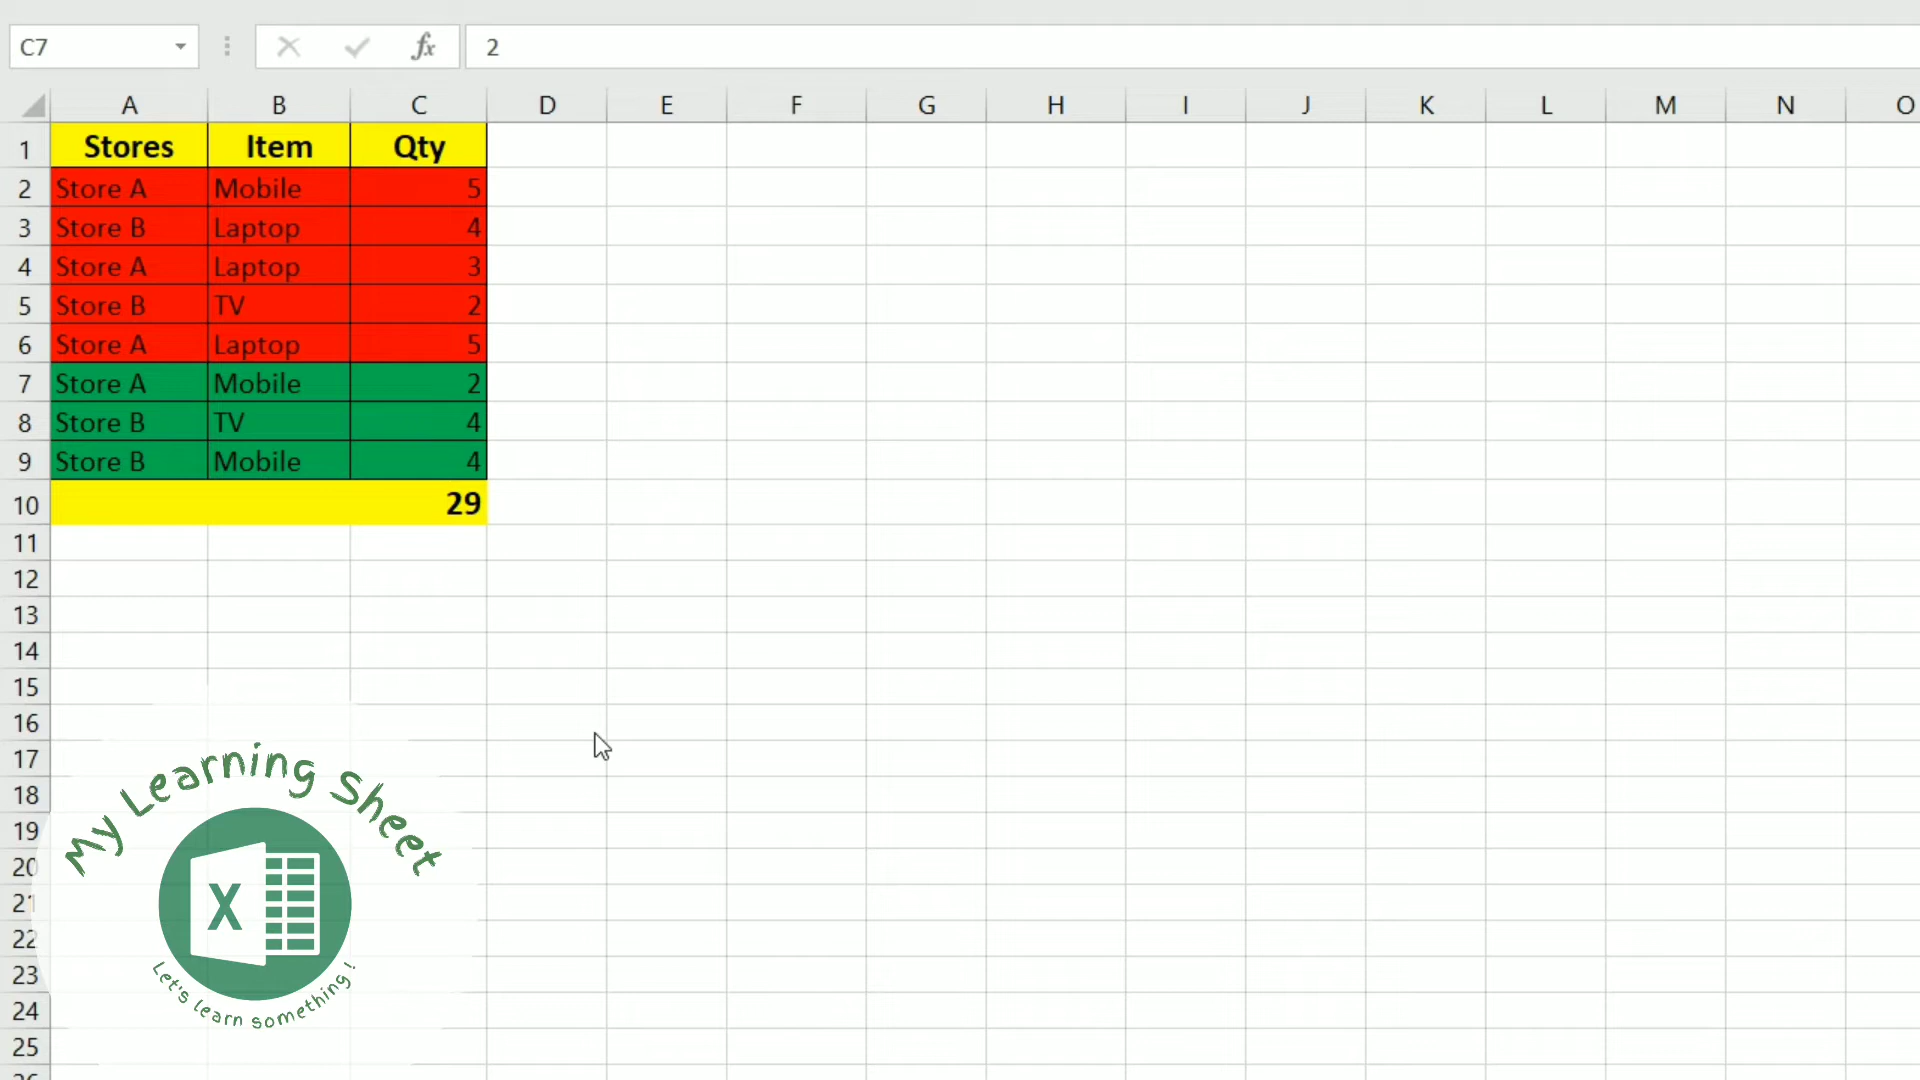 C7 fx 2
A B C D E F G H I J K L M N O
1 Stores Item Qty
2 Store A Mobile 5
3 Store B Laptop 4
4 Store A Laptop 3
5 Store B TV 2
6 Store A Laptop 5
7 Store A Mobile 2
8 Store B TV 4
9 Store B Mobile 4
10 29
11
12
13
14
15
16
17
18
19
20
21
22
23
24
25
My Learning Sheet
X
Let's learn something!